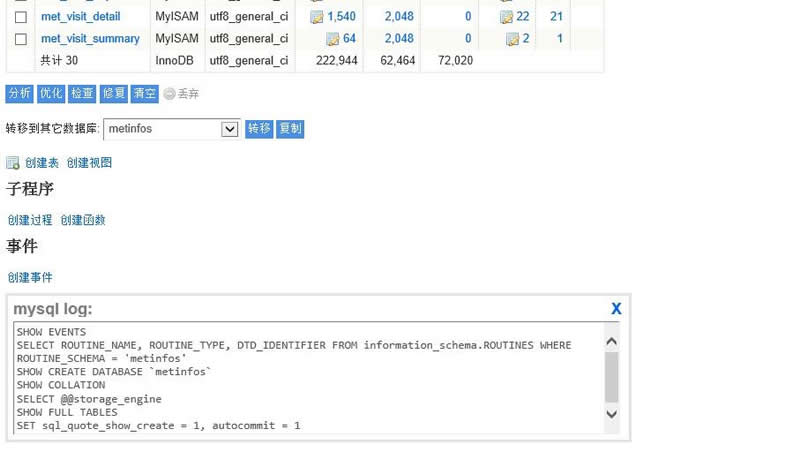 met_visit_detail MyISAM utf8_general_ci 1,540 2,048 0 22 21
met_visit_summary MyISAM utf8_general_ci 64 2,048 0 2 1
共计 30 InnoDB utf8_general_ci 222,944 62,464 72,020
分析 优化 检查 修复 清空 丢弃
转移到其它数据库: metinfos 转移 复制
创建表 创建视图
子程序
创建过程 创建函数
事件
创建事件
mysql log: X
SHOW EVENTS
SELECT ROUTINE_NAME, ROUTINE_TYPE, DTD_IDENTIFIER FROM information_schema.ROUTINES WHERE
ROUTINE_SCHEMA = 'metinfos'
SHOW CREATE DATABASE `metinfos`
SHOW COLLATION
SELECT @@storage_engine
SHOW FULL TABLES
SET sql_quote_show_create = 1, autocommit = 1